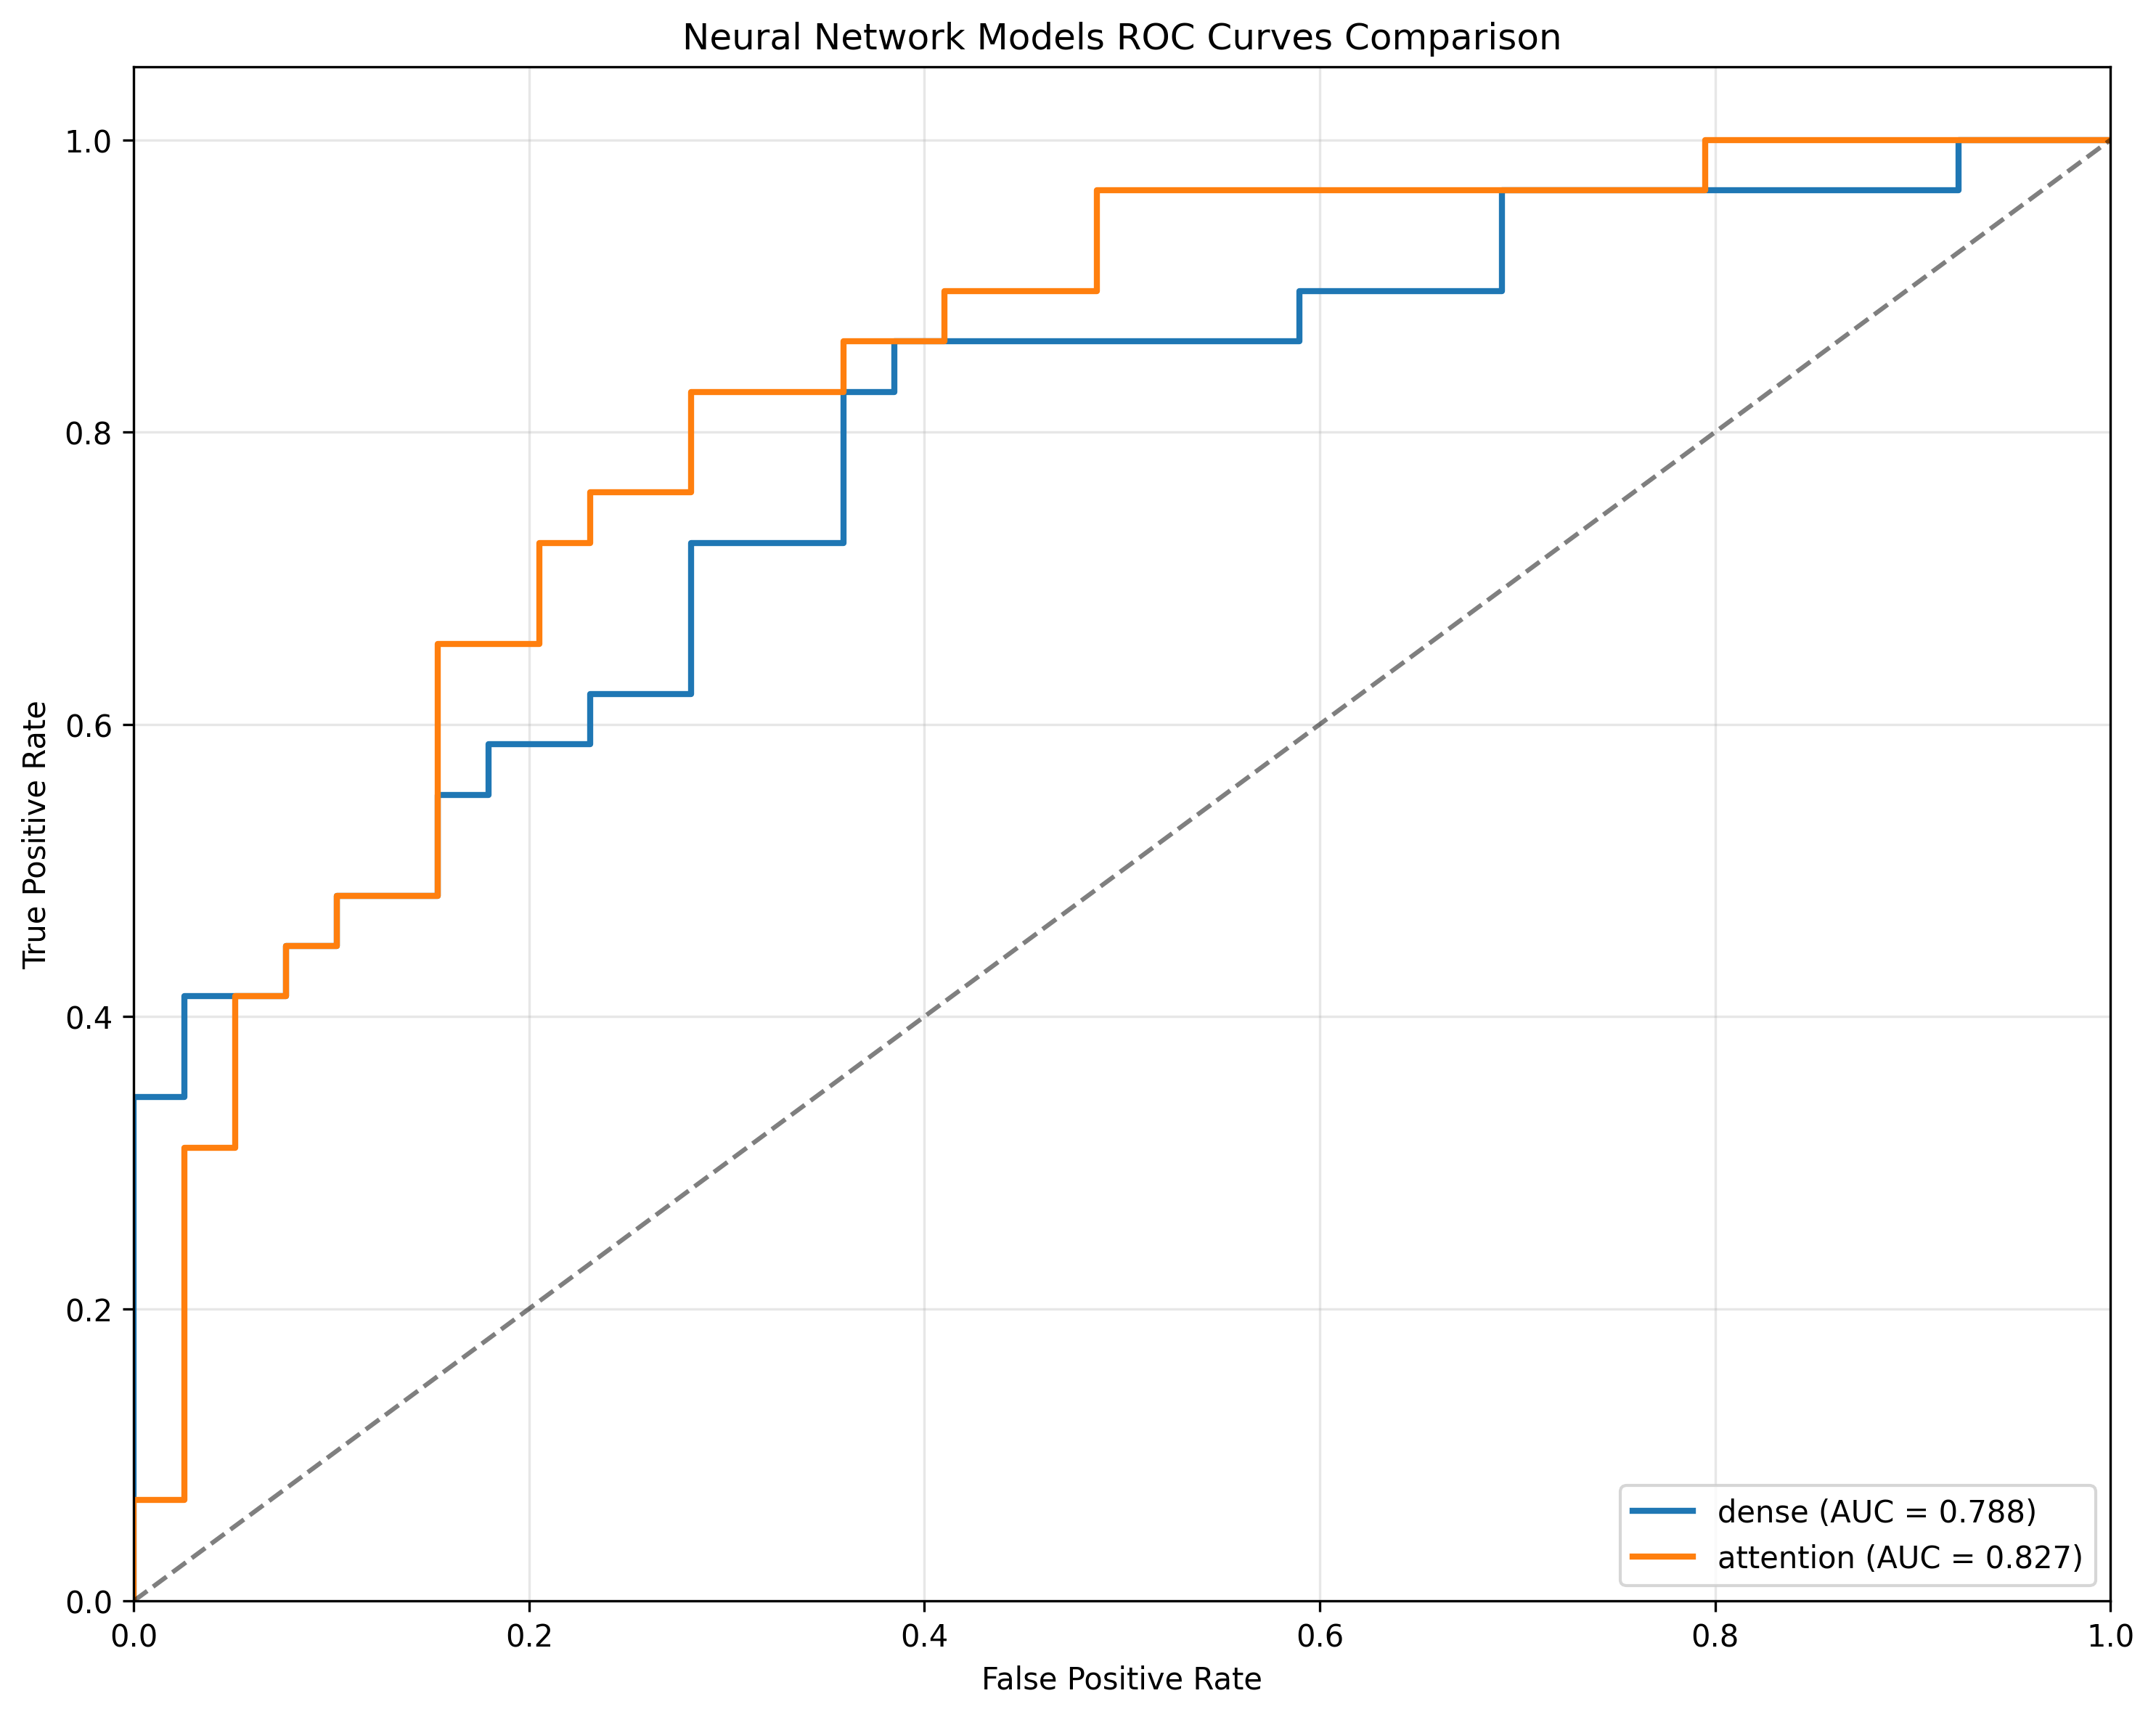 Neural Network Models ROC Curves Comparison
True Positive Rate
1.0
0.8
0.6
0.4
0.2
0.0
0.0 0.2 0.4 0.6 0.8 1.0
False Positive Rate
dense (AUC = 0.788)
attention (AUC = 0.827)